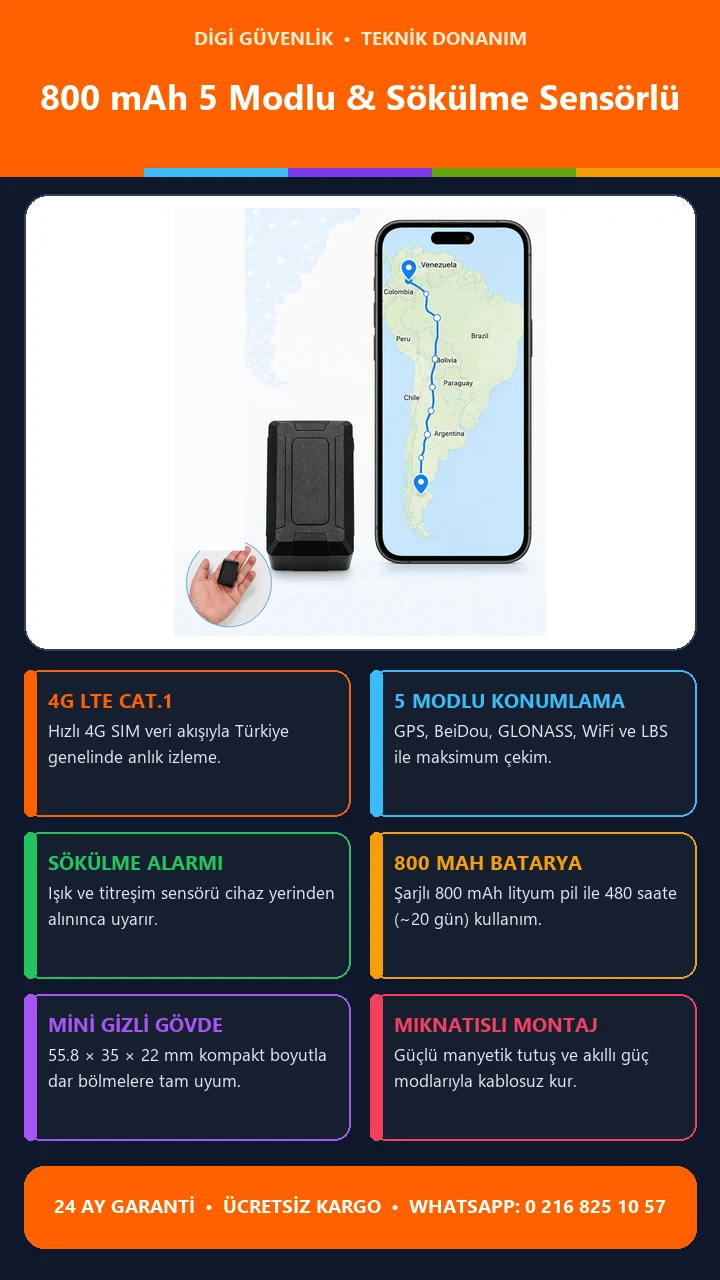 DİGİ GÜVENLİK • TEKNİK DONANIM
800 mAh 5 Modlu & Sökülme Sensörlü
Venezuela
Colombia
Brazil
Peru
Bolivia
Paraguay
Chile
Argentina
4G LTE CAT.1
Hızlı 4G SIM veri akışıyla Türkiye
genelinde anlık izleme.
5 MODLU KONUMLAMA
GPS, BeiDou, GLONASS, WiFi ve LBS
ile maksimum çekim.
SÖKÜLME ALARMI
Işık ve titreşim sensörü cihaz yerinden
alınınca uyarır.
800 MAH BATARYA
Şarjlı 800 mAh lityum pil ile 480 saate
(~20 gün) kullanım.
MİNİ GİZLİ GÖVDE
55.8 × 35 × 22 mm kompakt boyutla
dar bölmelere tam uyum.
MIKNATISLI MONTAJ
Güçlü manyetik tutuş ve akıllı güç
modlarıyla kablosuz kur.
24 AY GARANTİ • ÜCRETSİZ KARGO • WHATSAPP: 0 216 825 10 57